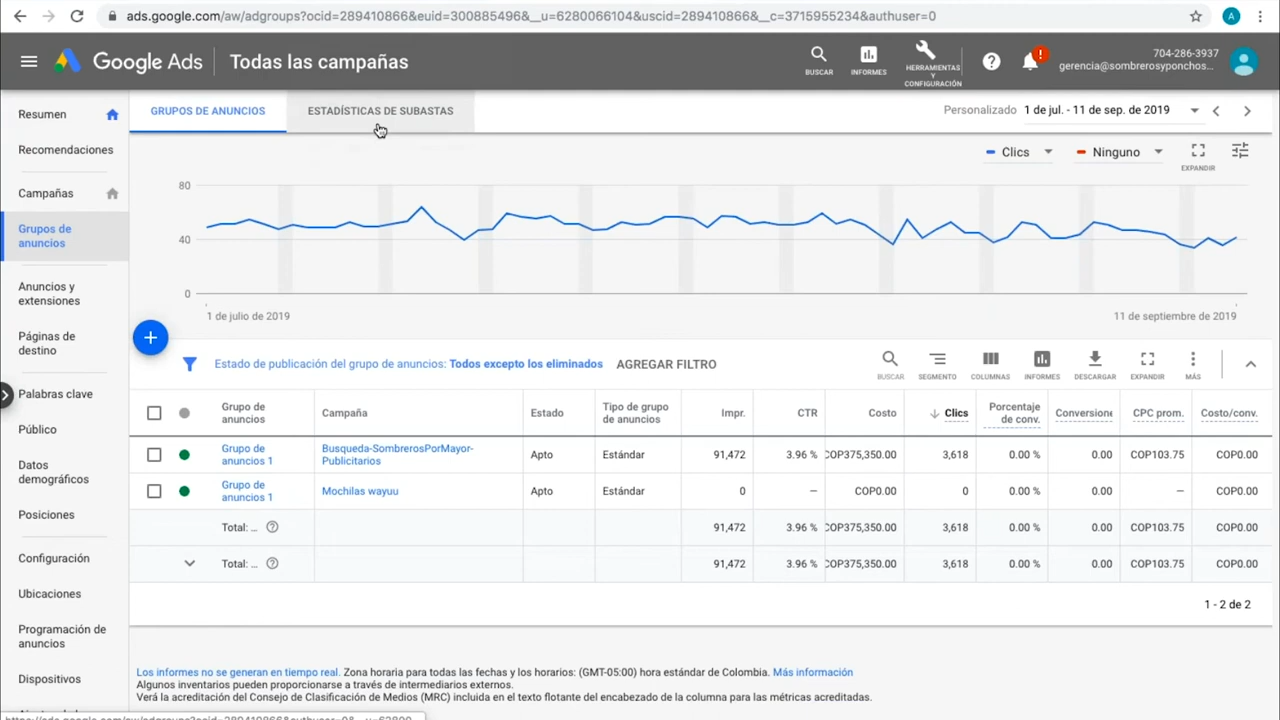 ads.google.com/aw/adgroups?ocid=289410866&euid=300885496&__u=6280066104&uscid=289410866&__c=3715955234&authuser=0
A
Google Ads
Todas las campañas
BUSCAR
INFORMES
HERRAMIENTAS
Y
CONFIGURACIÓN
?
!
704-286-3937
gerencia@sombrerosyponchos...
Resumen
Recomendaciones
Campañas
Grupos de
anuncios
Anuncios y
extensiones
Páginas de
destino
Palabras clave
Público
Datos
demográficos
Posiciones
Configuración
Ubicaciones
Programación de
anuncios
Dispositivos
GRUPOS DE ANUNCIOS
ESTADÍSTICAS DE SUBASTAS
Personalizado 1 de jul. - 11 de sep. de 2019
Clics
Ninguno
EXPANDIR
80
40
0
1 de julio de 2019
11 de septiembre de 2019
Estado de publicación del grupo de anuncios: Todos excepto los eliminados
AGREGAR FILTRO
BUSCAR
SEGMENTO
COLUMNAS
INFORMES
DESCARGAR
EXPANDIR
MÁS
Grupo de
anuncios
Campaña
Estado
Tipo de grupo
de anuncios
Impr.
CTR
Costo
Clics
Porcentaje
de conv.
Conversione
CPC prom.
Costo/conv.
Grupo de
anuncios 1
Busqueda-SombrerosPorMayor-
Publicitarios
Apto
Estándar
91,472
3.96 %
COP375,350.00
3,618
0.00 %
0.00
COP103.75
COP0.00
Grupo de
anuncios 1
Mochilas wayuu
Apto
Estándar
0
–
COP0.00
0
0.00 %
0.00
–
COP0.00
Total: ... ?
91,472
3.96 %
COP375,350.00
3,618
0.00 %
0.00
COP103.75
COP0.00
Total: ... ?
91,472
3.96 %
COP375,350.00
3,618
0.00 %
0.00
COP103.75
COP0.00
1 - 2 de 2
Los informes no se generan en tiempo real. Zona horaria para todas las fechas y los horarios: (GMT-05:00) hora estándar de Colombia. Más información
Algunos inventarios pueden proporcionarse a través de intermediarios externos.
Verá la acreditación del Consejo de Clasificación de Medios (MRC) incluida en el texto flotante del encabezado de la columna para las métricas acreditadas.